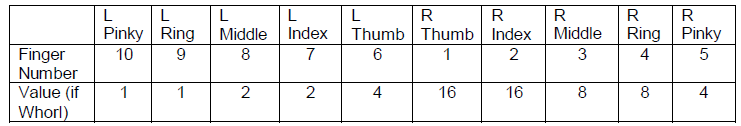 L Pinky L Ring L Middle L Index L Thumb R Thumb R Index R Middle R Ring R Pinky
Finger Number 10 9 8 7 6 1 2 3 4 5
Value (if Whorl) 1 1 2 2 4 16 16 8 8 4